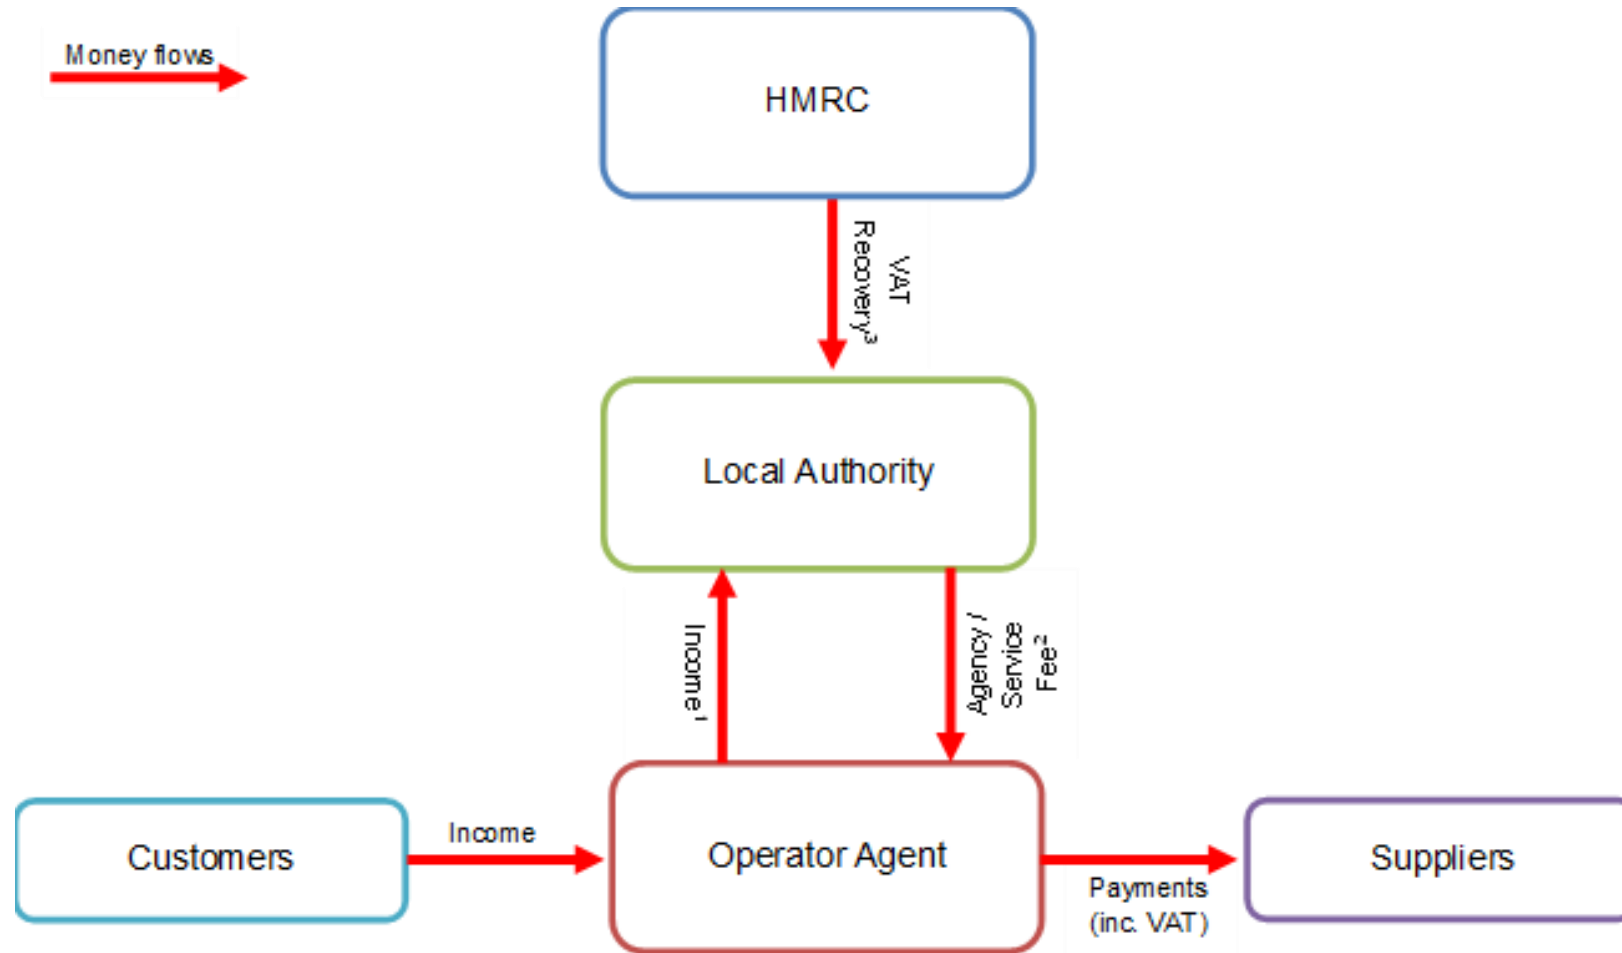 Money flows
HMRC
VAT
Recovery³
Local Authority
Income¹
Agency /
Service
Fee²
Customers
Income
Operator Agent
Payments
(inc. VAT)
Suppliers